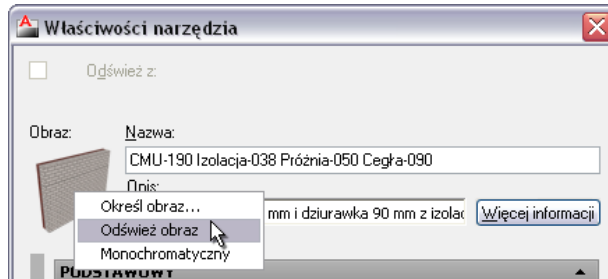 Właściwości narzędzia
Odśwież z:
Obraz:
Nazwa:
CMU-190 Izolacja-038 Próżnia-050 Cegła-090
Opis:
mm i dziurawka 90 mm z izolac
Więcej informacji
Określ obraz...
Odśwież obraz
Monochromatyczny
PODSTAWOWY